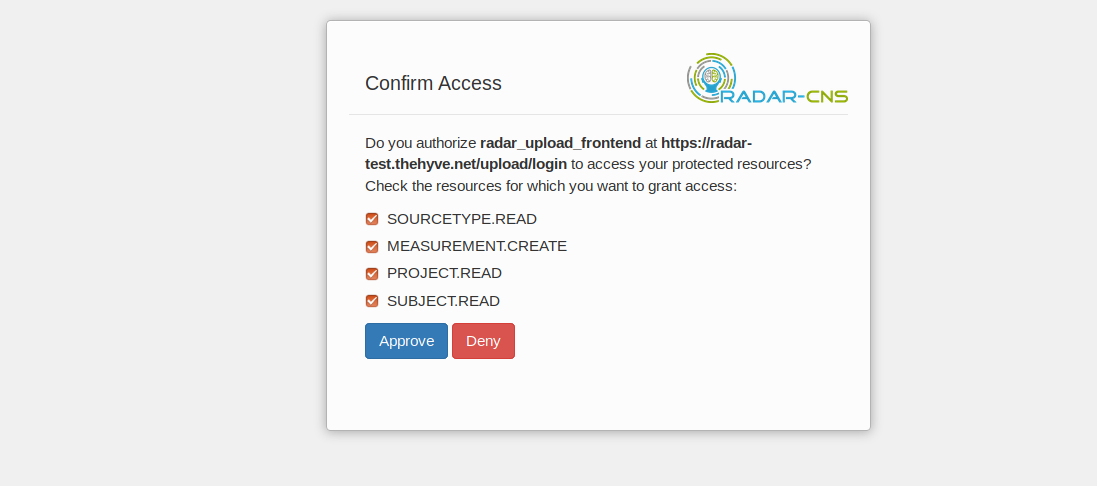 Confirm Access
RADAR-CNS
Do you authorize radar_upload_frontend at https://radar-
test.thehyve.net/upload/login to access your protected resources?
Check the resources for which you want to grant access:
SOURCETYPE.READ
MEASUREMENT.CREATE
PROJECT.READ
SUBJECT.READ
Approve Deny